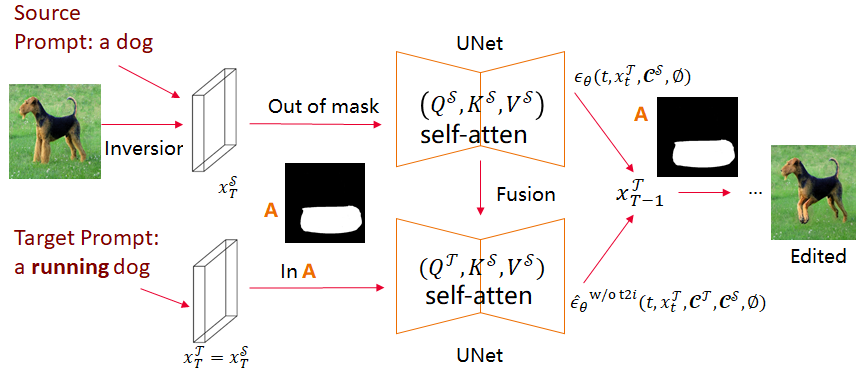 Source
Prompt: a dog
Inversion
x_T^𝒮
Out of mask
UNet
(Q^𝒮, K^𝒮, V^𝒮)
self-atten
ϵ_θ(t, x_t^𝒯, 𝓒^𝒮, ∅)
A
Fusion
A
x_{T−1}^𝒯
...
Edited
Target Prompt:
a running dog
In A
(Q^𝒯, K^𝒮, V^𝒮)
self-atten
ϵ̂_θ^{w/o t2i}(t, x_t^𝒯, 𝓒^𝒯, 𝓒^𝒮, ∅)
x_T^𝒯 = x_T^𝒮
UNet